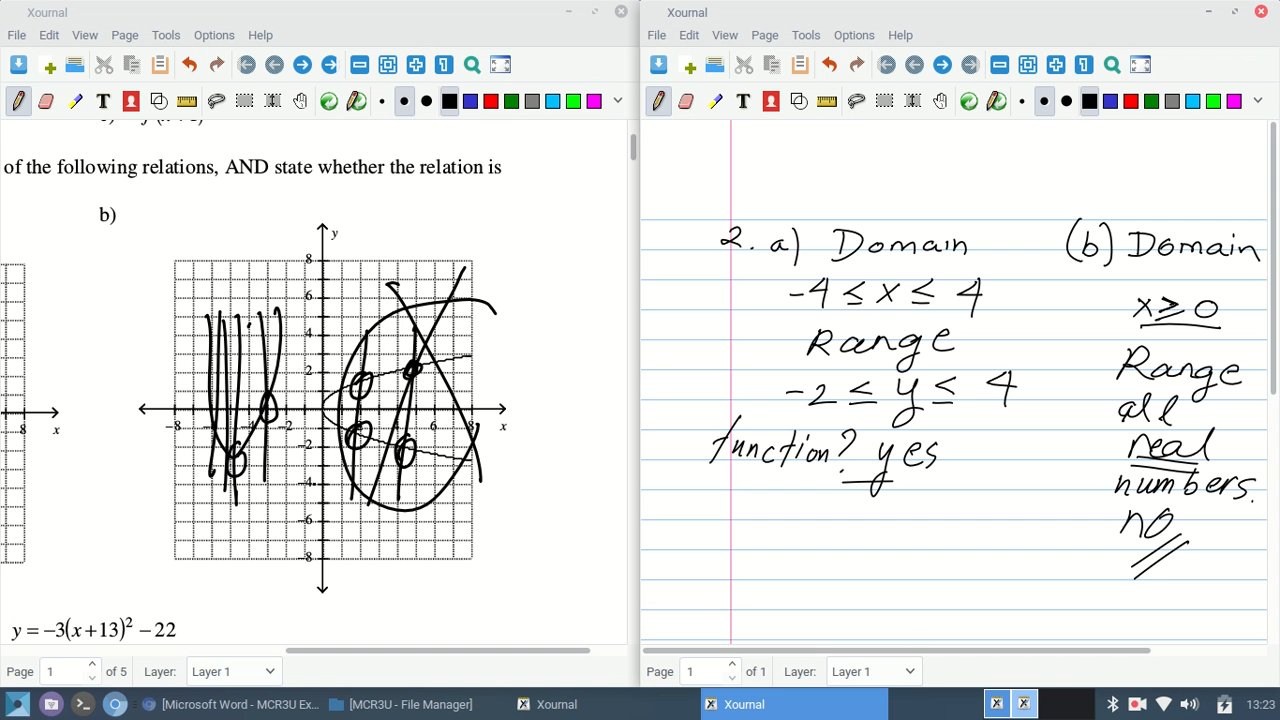 Xournal
File Edit View Page Tools Options Help
of the following relations, AND state whether the relation is
b)
y
8
6
4
2
-8 -2 6 8 x
-2
-4
-6
-8
8 x
y = −3(x+13)² − 22
Page 1 of 5 Layer: Layer 1
Xournal
File Edit View Page Tools Options Help
2. a) Domain
-4 ≤ x ≤ 4
Range
-2 ≤ y ≤ 4
function? yes
(b) Domain
x ≥ 0
Range
all
real
numbers.
no
Page 1 of 1 Layer: Layer 1
[Microsoft Word - MCR3U Ex... [MCR3U - File Manager] Xournal Xournal 13:23